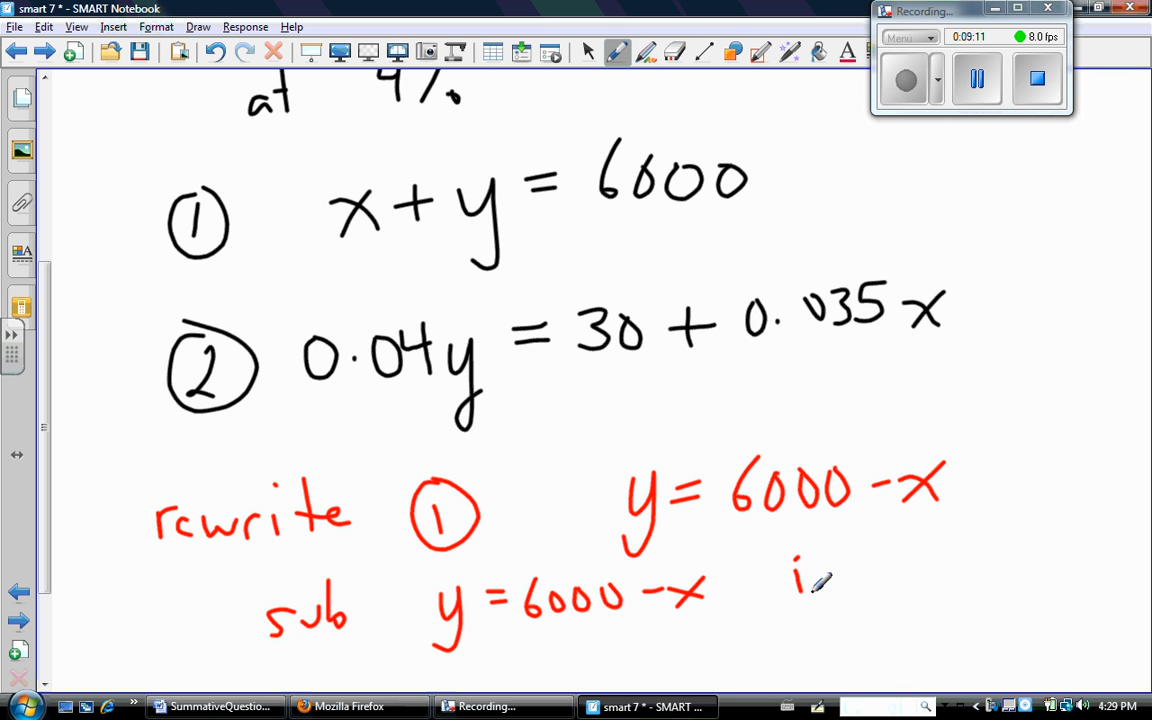 smart 7 * - SMART Notebook
Recording...
File Edit View Insert Format Draw Response Help
Menu 0:09:11 8.0 fps
at 4%
① x + y = 6000
② 0.04y = 30 + 0.035x
rewrite ① y = 6000 - x
sub y = 6000 - x i
SummativeQuestio... Mozilla Firefox Recording... smart 7 * - SMART ... 4:29 PM